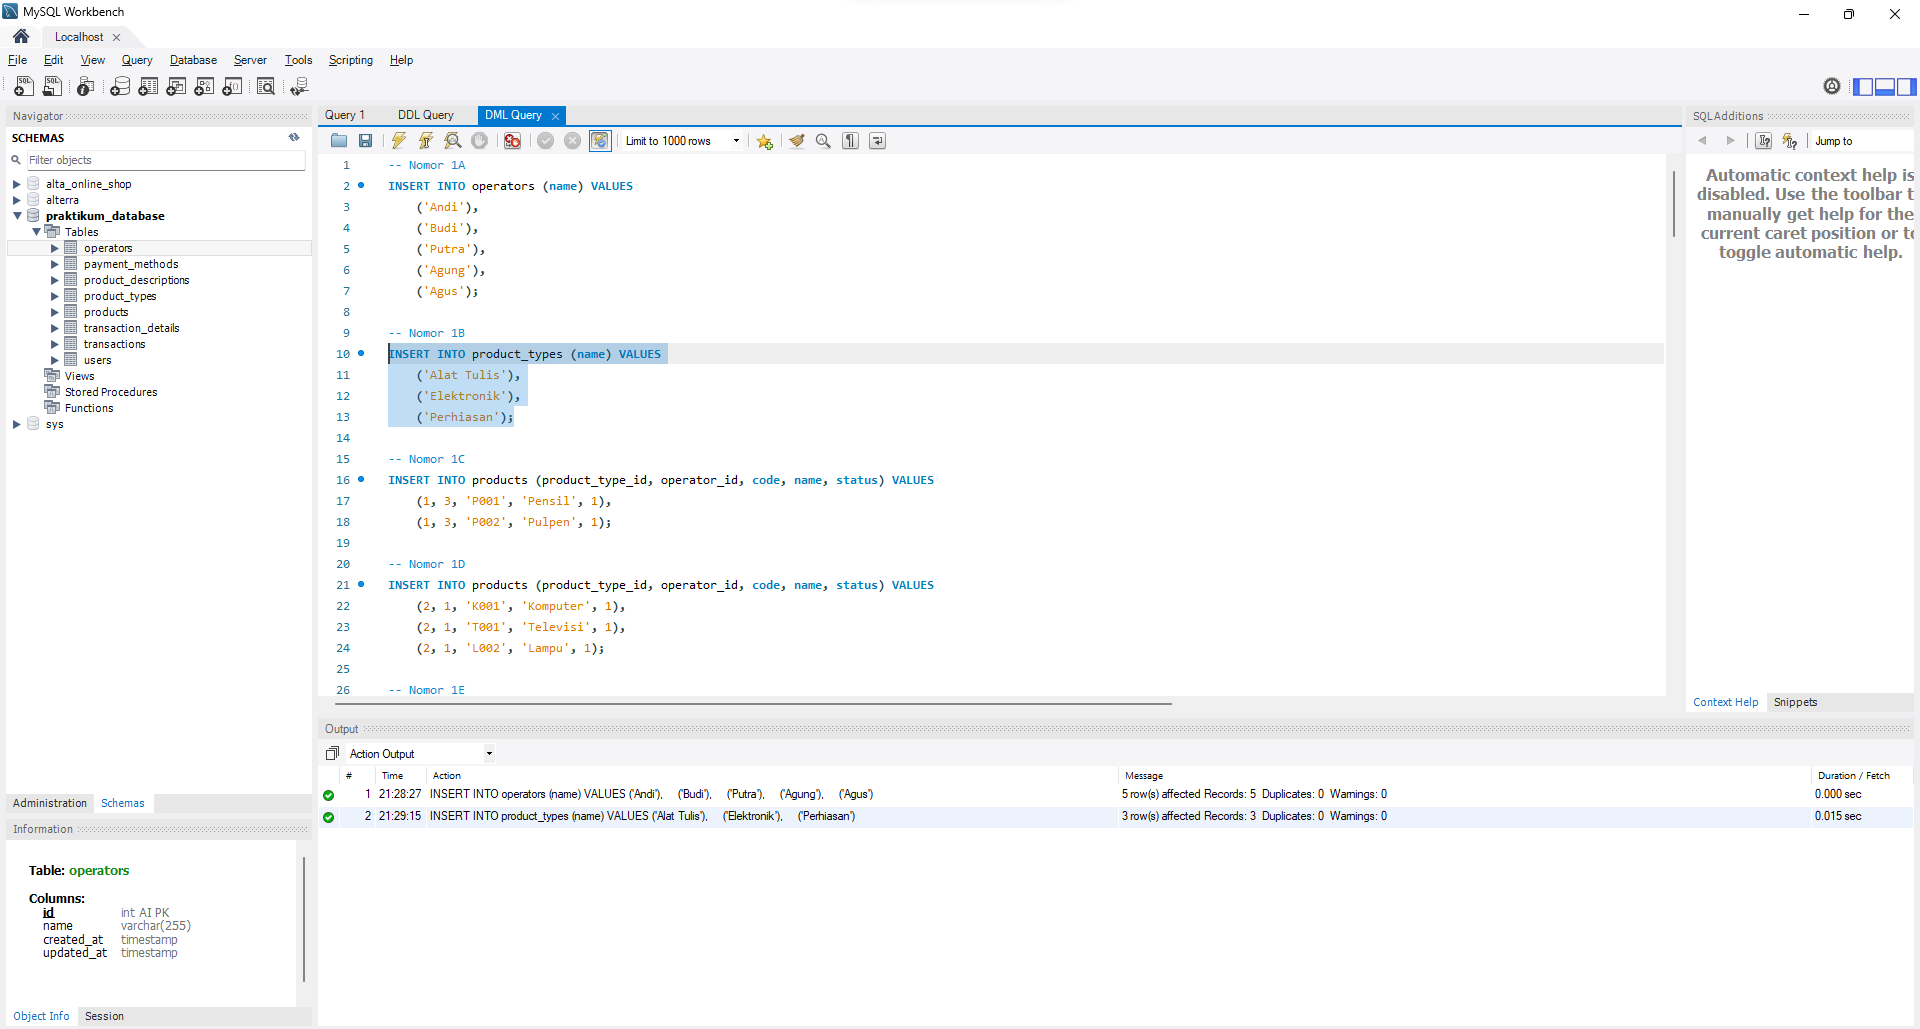 MySQL Workbench
Localhost
File Edit View Query Database Server Tools Scripting Help
Navigator
SCHEMAS
Filter objects
alta_online_shop
alterra
praktikum_database
Tables
operators
payment_methods
product_descriptions
product_types
products
transaction_details
transactions
users
Views
Stored Procedures
Functions
sys
Administration Schemas
Information
Table: operators
Columns:
id int AI PK
name varchar(255)
created_at timestamp
updated_at timestamp
Object Info Session
Query 1 DDL Query DML Query
Limit to 1000 rows
1 -- Nomor 1A
2 INSERT INTO operators (name) VALUES
3 ('Andi'),
4 ('Budi'),
5 ('Putra'),
6 ('Agung'),
7 ('Agus');
8
9 -- Nomor 1B
10 INSERT INTO product_types (name) VALUES
11 ('Alat Tulis'),
12 ('Elektronik'),
13 ('Perhiasan');
14
15 -- Nomor 1C
16 INSERT INTO products (product_type_id, operator_id, code, name, status) VALUES
17 (1, 3, 'P001', 'Pensil', 1),
18 (1, 3, 'P002', 'Pulpen', 1);
19
20 -- Nomor 1D
21 INSERT INTO products (product_type_id, operator_id, code, name, status) VALUES
22 (2, 1, 'K001', 'Komputer', 1),
23 (2, 1, 'T001', 'Televisi', 1),
24 (2, 1, 'L002', 'Lampu', 1);
25
26 -- Nomor 1E
Output
Action Output
# Time Action Message Duration / Fetch
1 21:28:27 INSERT INTO operators (name) VALUES ('Andi'), ('Budi'), ('Putra'), ('Agung'), ('Agus') 5 row(s) affected Records: 5 Duplicates: 0 Warnings: 0 0.000 sec
2 21:29:15 INSERT INTO product_types (name) VALUES ('Alat Tulis'), ('Elektronik'), ('Perhiasan') 3 row(s) affected Records: 3 Duplicates: 0 Warnings: 0 0.015 sec
SQLAdditions
Jump to
Automatic context help is
disabled. Use the toolbar t
manually get help for the
current caret position or to
toggle automatic help.
Context Help Snippets